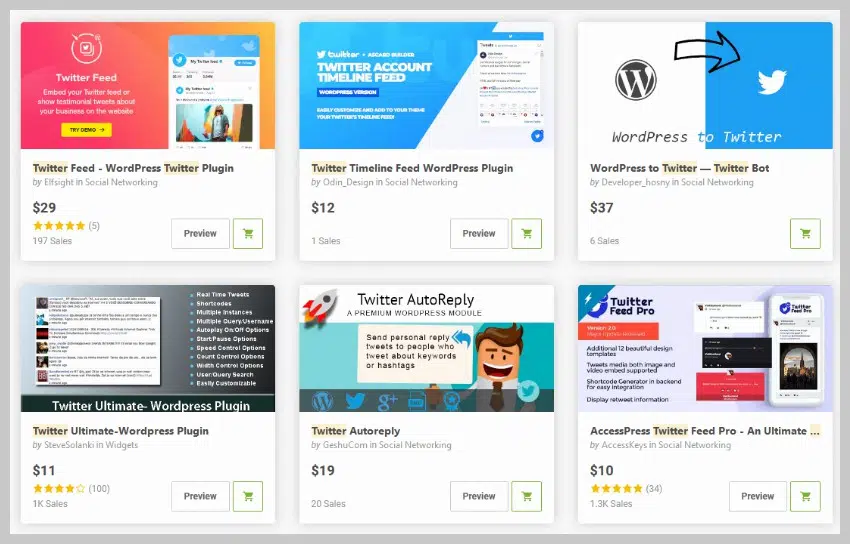 Twitter Feed
Embed your Twitter feed or
show testimonial tweets about
your business on the website
TRY DEMO →
My Twitter feed
Twitter Feed - WordPress Twitter Plugin
by Elfsight in Social Networking
$29
(5)
197 Sales
Preview
twitter + ASCARD BUILDER
TWITTER ACCOUNT
TIMELINE FEED
WORDPRESS VERSION
EASILY CUSTOMIZE AND ADD TO YOUR THEME
YOUR TWITTER'S TIMELINE FEED!
Tweets
Twitter Timeline Feed WordPress Plugin
by Odin_Design in Social Networking
$12
1 Sales
Preview
WordPress to Twitter
WordPress to Twitter — Twitter Bot
by Developer_hosny in Social Networking
$37
6 Sales
Real Time Tweets
Shortcodes
Multiple Instances
Multiple Query/Username
Autoplay On/Off Options
Start/Pause Options
Speed Control Options
Count Control Options
Width Control Options
User/Query Search
Easily Customizable
Twitter Ultimate- Wordpress Plugin
Twitter Ultimate-Wordpress Plugin
by SteveSolanki in Widgets
$11
(100)
1K Sales
Preview
Twitter AutoReply
A PREMIUM WORDPRESS MODULE
Send personal reply
tweets to people who
tweet about keywords
or hashtags
Twitter Autoreply
by GeshuCom in Social Networking
$19
20 Sales
Preview
Twitter
Feed Pro
Version 2.0
Additional 12 beautiful design
templates
Tweets media both image and
video embed supported
Shortcode Generator in backend
for easy integration
Display retweet information
Twitter
Feed Pro
AccessPress Twitter Feed Pro - An Ultimate ...
by AccessKeys in Social Networking
$10
(34)
1.3K Sales
Preview